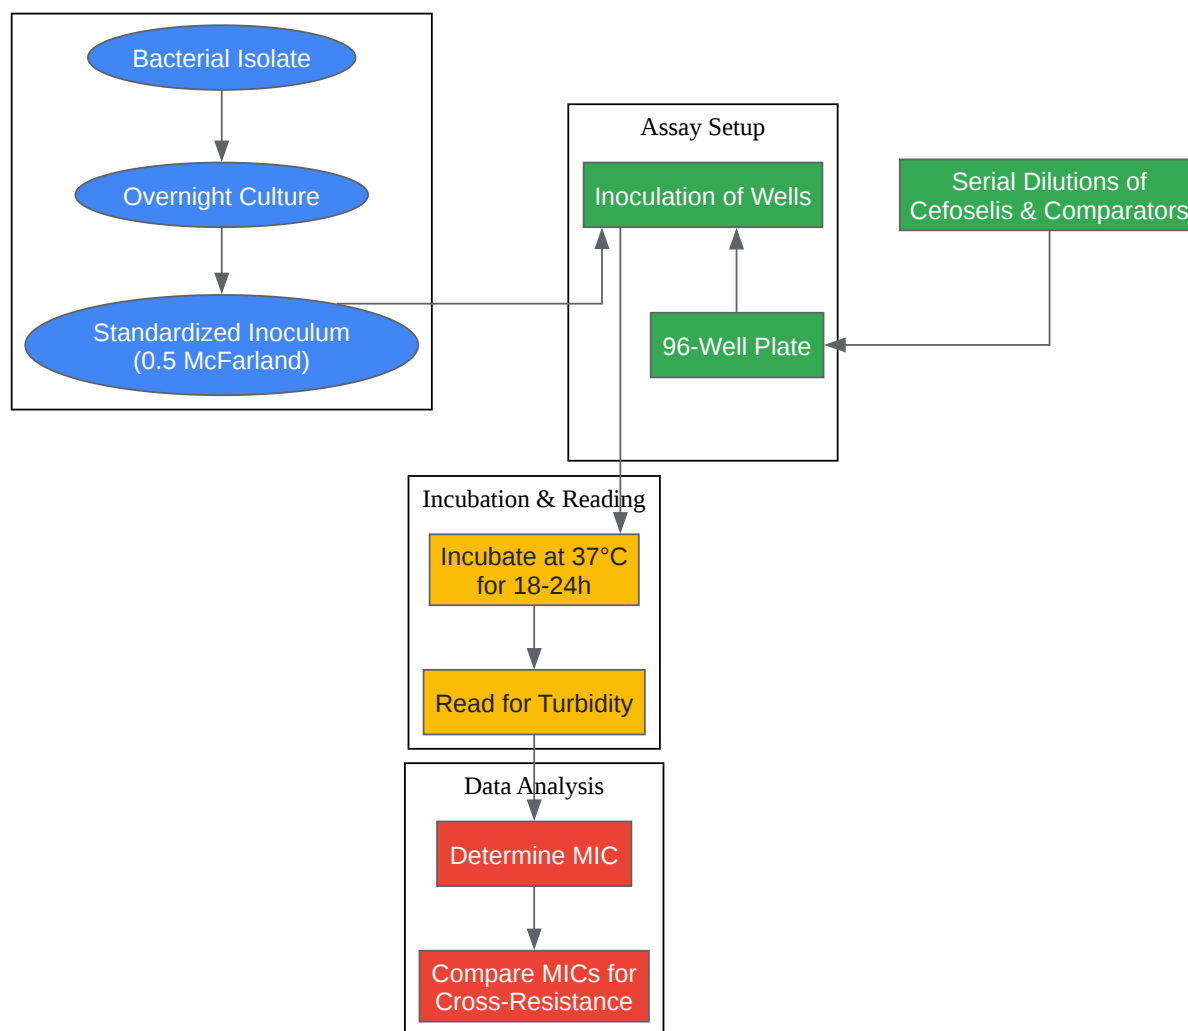 Bacterial Isolate
Overnight Culture
Standardized Inoculum
(0.5 McFarland)
Assay Setup
Inoculation of Wells
96-Well Plate
Serial Dilutions of
Cefoselis & Comparators
Incubation & Reading
Incubate at 37°C
for 18-24h
Read for Turbidity
Data Analysis
Determine MIC
Compare MICs for
Cross-Resistance